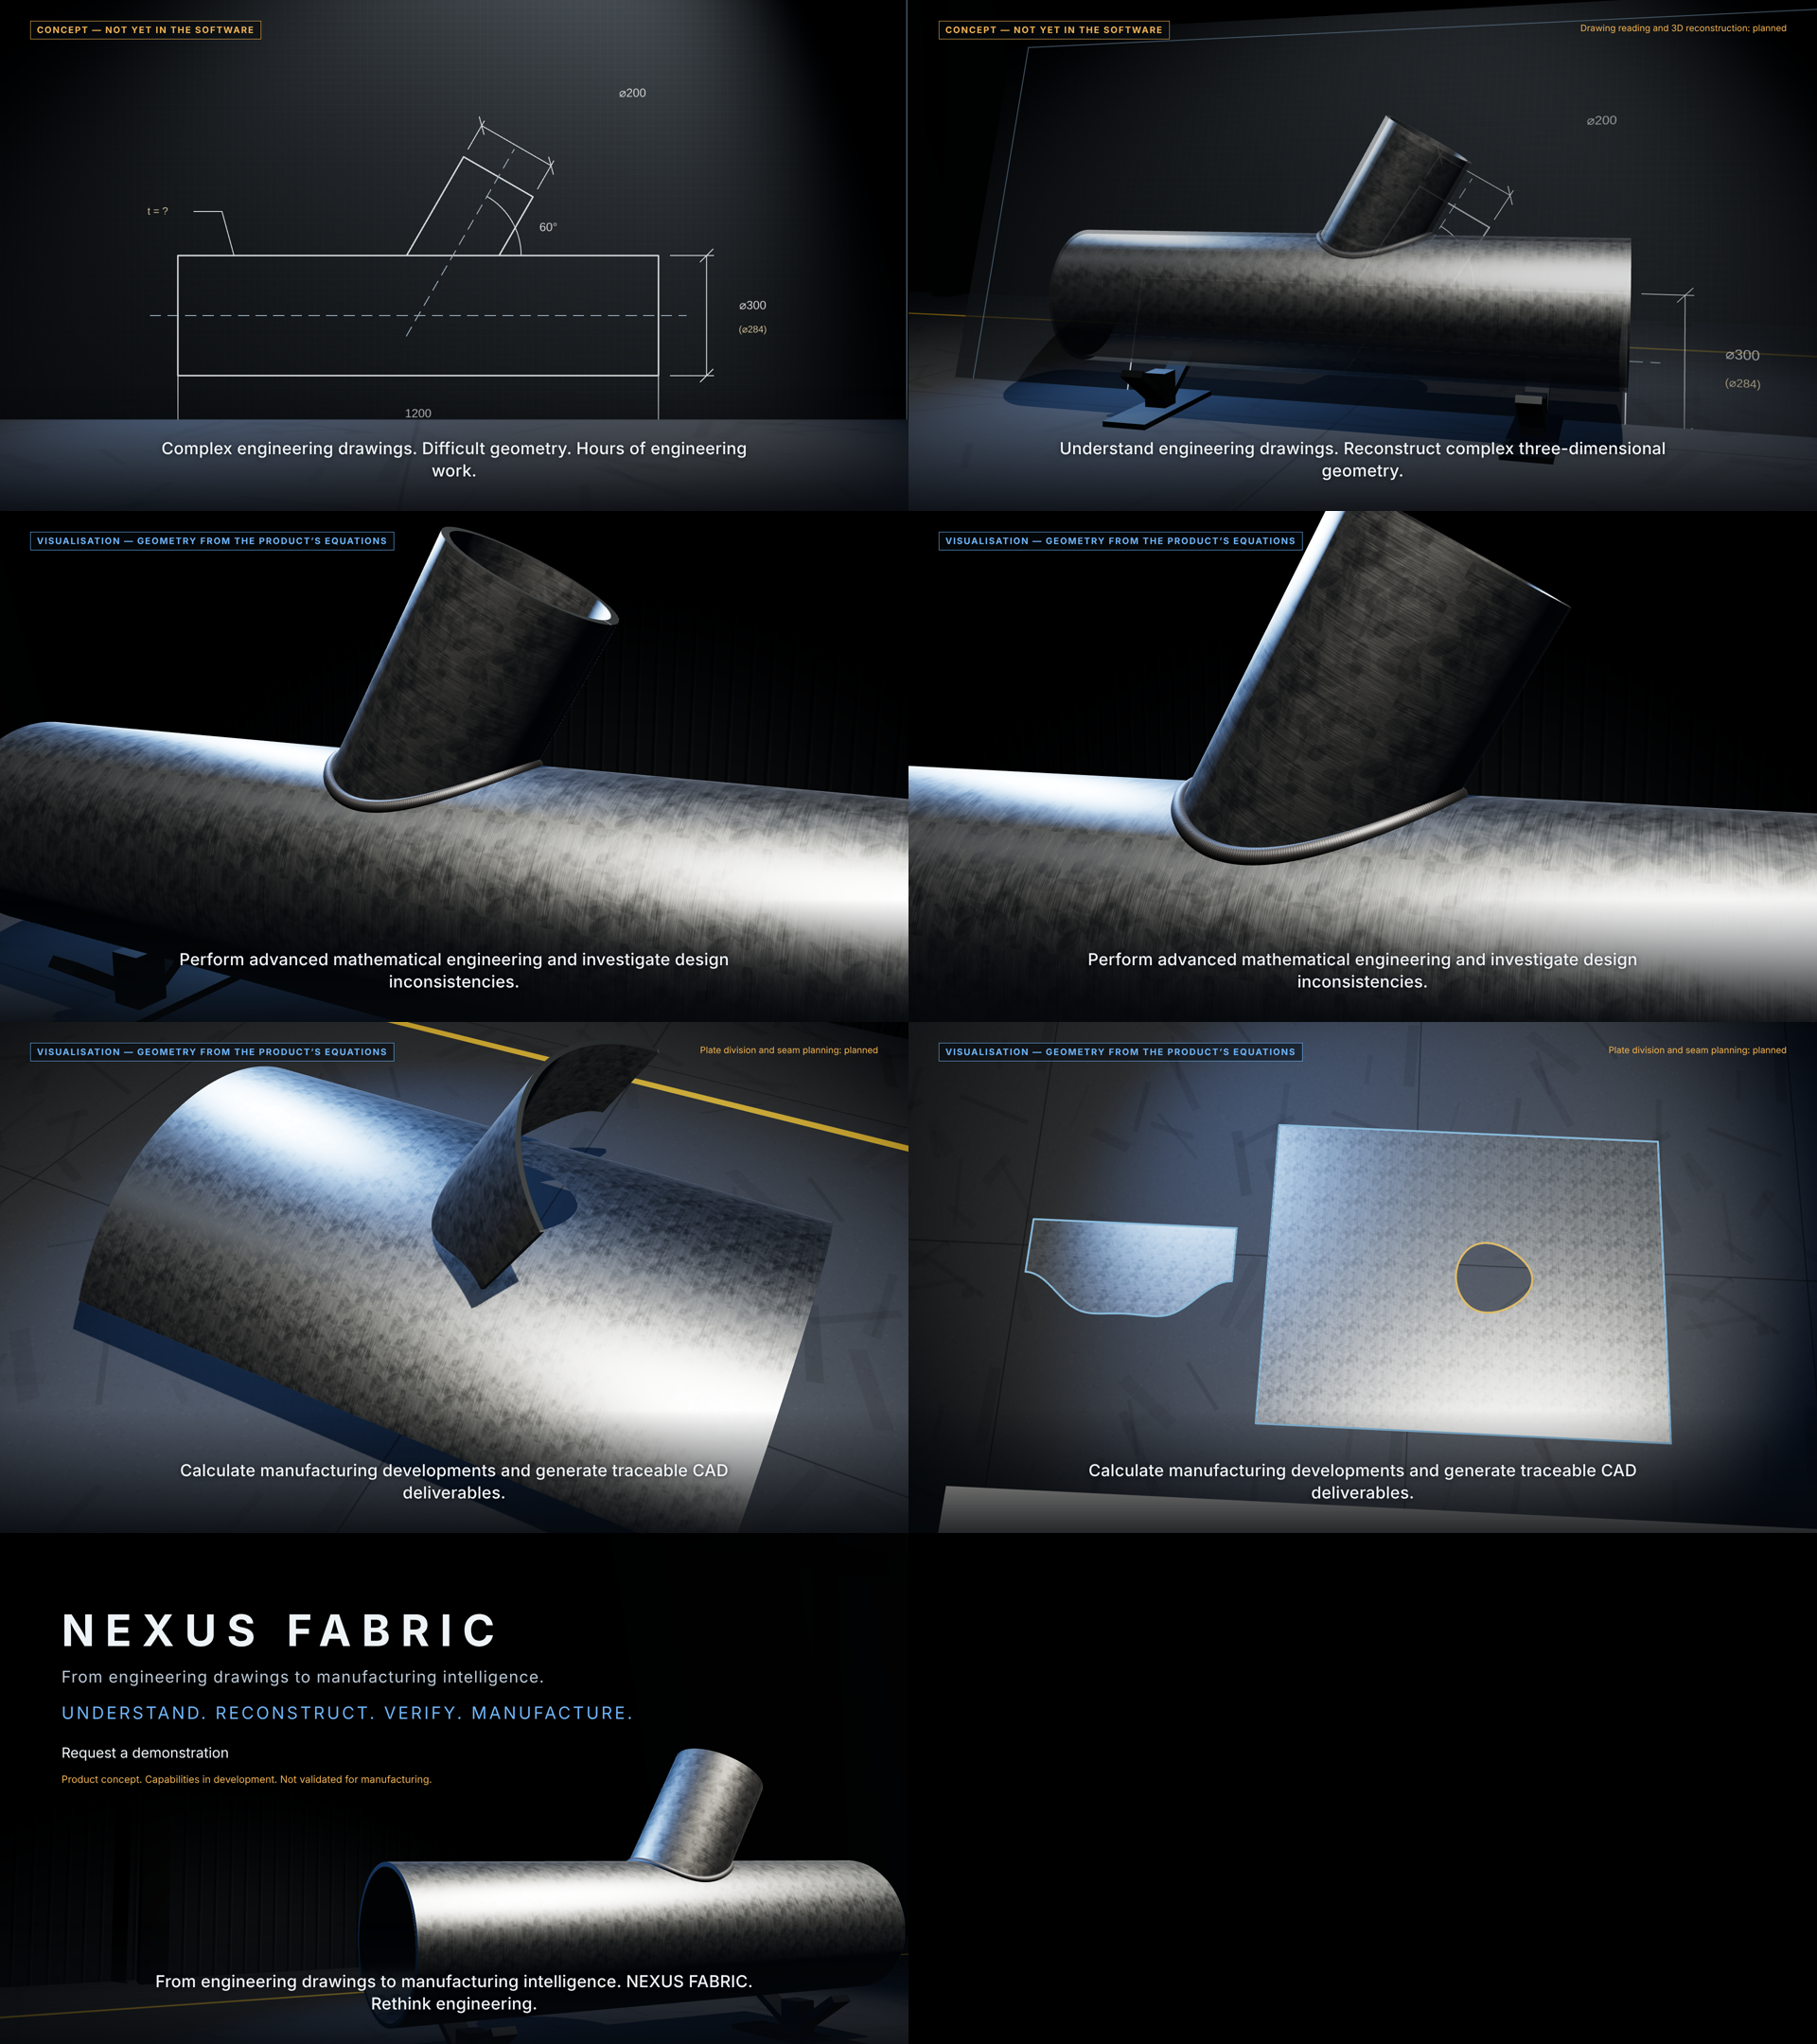 CONCEPT — NOT YET IN THE SOFTWARE
⌀200
60°
t = ?
⌀300
(⌀284)
1200
Complex engineering drawings. Difficult geometry. Hours of engineering
work.
CONCEPT — NOT YET IN THE SOFTWARE
Drawing reading and 3D reconstruction: planned
⌀200
⌀300
(⌀284)
Understand engineering drawings. Reconstruct complex three-dimensional
geometry.
VISUALISATION — GEOMETRY FROM THE PRODUCT'S EQUATIONS
Perform advanced mathematical engineering and investigate design
inconsistencies.
VISUALISATION — GEOMETRY FROM THE PRODUCT'S EQUATIONS
Perform advanced mathematical engineering and investigate design
inconsistencies.
VISUALISATION — GEOMETRY FROM THE PRODUCT'S EQUATIONS
Plate division and seam planning: planned
Calculate manufacturing developments and generate traceable CAD
deliverables.
VISUALISATION — GEOMETRY FROM THE PRODUCT'S EQUATIONS
Plate division and seam planning: planned
Calculate manufacturing developments and generate traceable CAD
deliverables.
NEXUS FABRIC
From engineering drawings to manufacturing intelligence.
UNDERSTAND. RECONSTRUCT. VERIFY. MANUFACTURE.
Request a demonstration
Product concept. Capabilities in development. Not validated for manufacturing.
From engineering drawings to manufacturing intelligence. NEXUS FABRIC.
Rethink engineering.